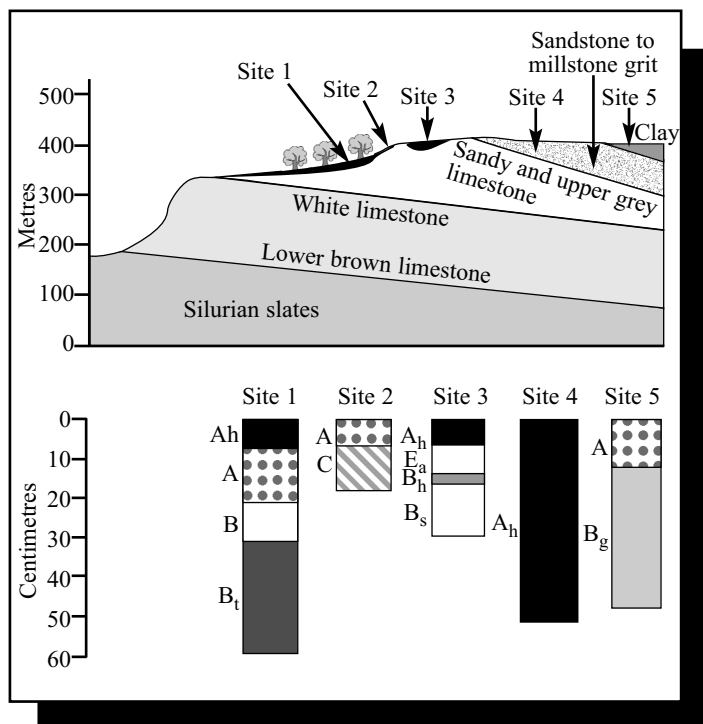 Sandstone to
millstone grit
Site 1
Site 2
Site 3
Site 4
Site 5
Clay
500
400
300
200
100
0
Metres
Sandy and upper grey
limestone
White limestone
Lower brown limestone
Silurian slates
Site 1
Site 2
Site 3
Site 4
Site 5
0
10
20
30
40
50
60
Centimetres
Ah
A
B
Bt
A
C
Ah
Ea
Bh
Bs
Ah
A
Bg